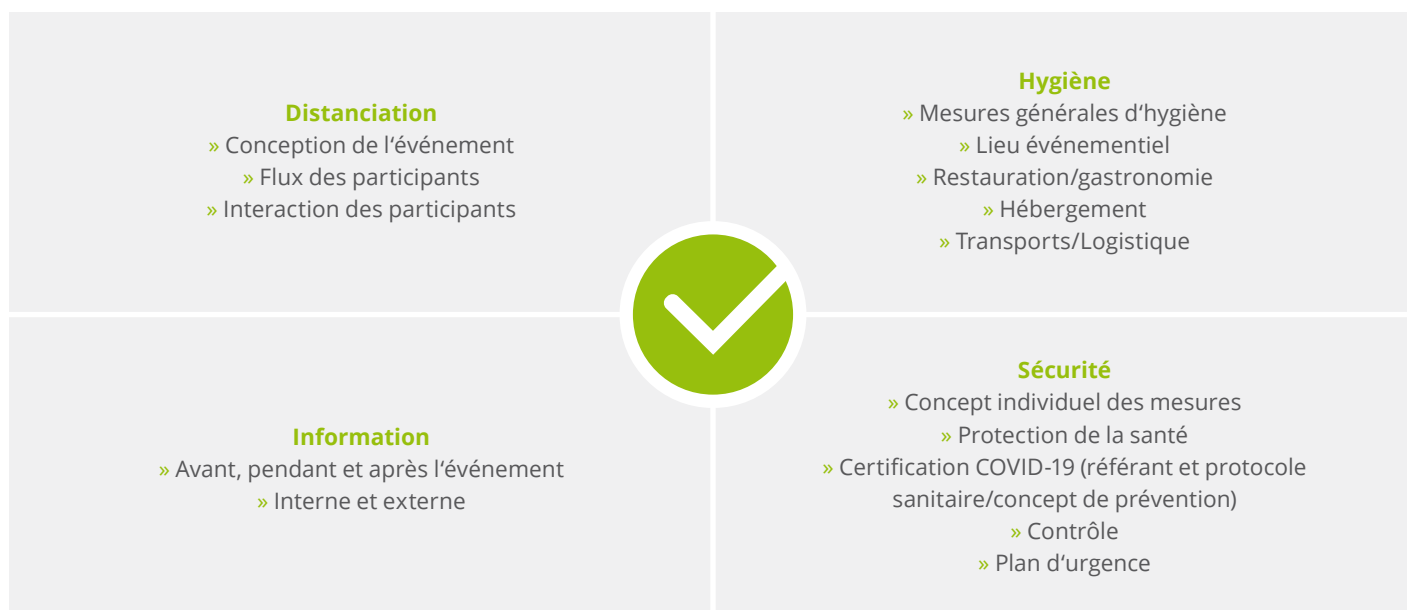 Distanciation
» Conception de l‘événement
» Flux des participants
» Interaction des participants
Hygiène
» Mesures générales d‘hygiène
» Lieu événementiel
» Restauration/gastronomie
» Hébergement
» Transports/Logistique
Information
» Avant, pendant et après l‘événement
» Interne et externe
Sécurité
» Concept individuel des mesures
» Protection de la santé
» Certification COVID-19 (référant et protocole
sanitaire/concept de prévention)
» Contrôle
» Plan d‘urgence